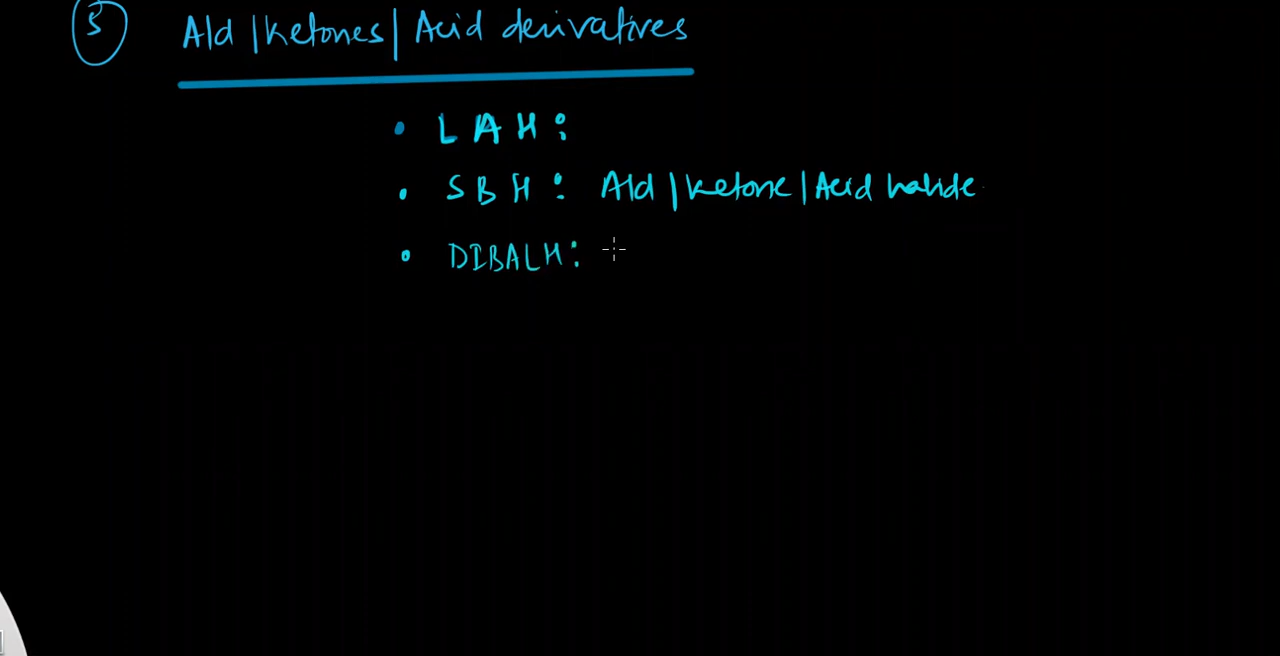 5 Ald | Ketones | Acid derivatives
• LAH:
• SBH: Ald | Ketone | Acid halide
• DIBALH: